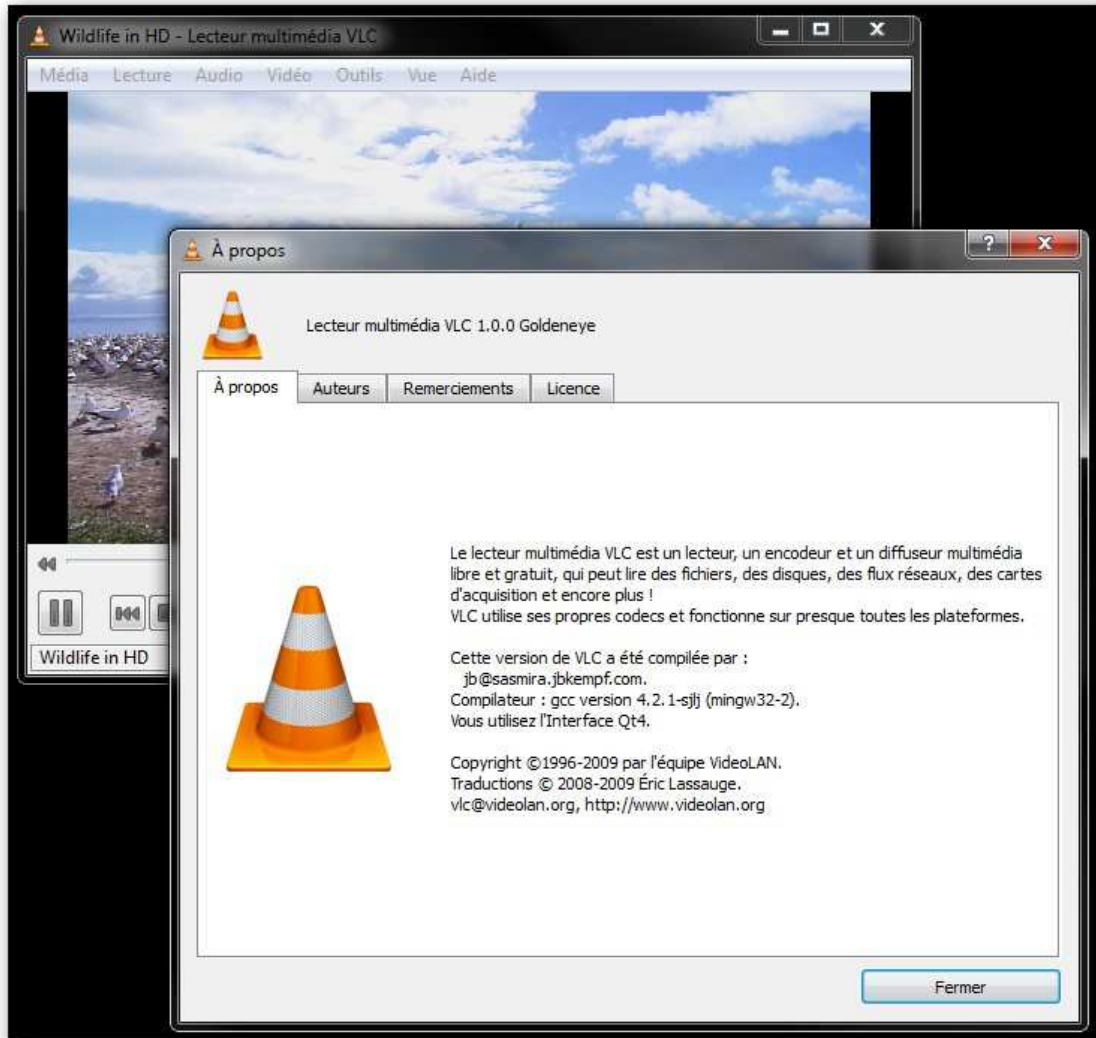 Wildlife in HD - Lecteur multimédia VLC
Média Lecture Audio Vidéo Outils Vue Aide
À propos
Lecteur multimédia VLC 1.0.0 Goldeneye
À propos Auteurs Remerciements Licence
Le lecteur multimédia VLC est un lecteur, un encodeur et un diffuseur multimédia
libre et gratuit, qui peut lire des fichiers, des disques, des flux réseaux, des cartes
d'acquisition et encore plus !
VLC utilise ses propres codecs et fonctionne sur presque toutes les plateformes.
Cette version de VLC a été compilée par :
jb@sasmira.jbkempf.com.
Compilateur : gcc version 4.2.1-sjlj (mingw32-2).
Vous utilisez l'Interface Qt4.
Copyright ©1996-2009 par l'équipe VideoLAN.
Traductions © 2008-2009 Éric Lassauge.
vlc@videolan.org, http://www.videolan.org
Wildlife in HD
Fermer